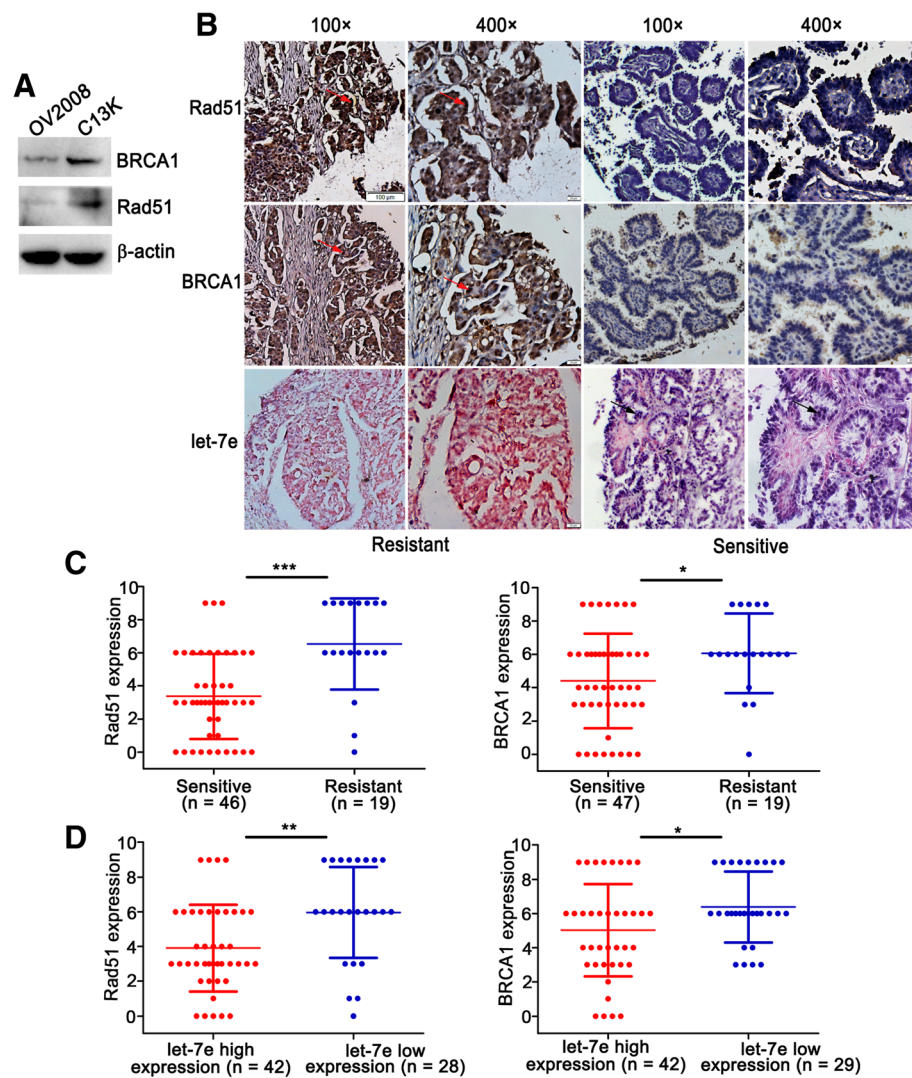 A
OV2008
C13K
BRCA1
Rad51
β-actin
B
100×
400×
100×
400×
Rad51
100 μm
BRCA1
let-7e
Resistant
Sensitive
C
***
Rad51 expression
10
8
6
4
2
0
Sensitive
(n = 46)
Resistant
(n = 19)
*
BRCA1 expression
10
8
6
4
2
0
Sensitive
(n = 47)
Resistant
(n = 19)
D
**
Rad51 expression
10
8
6
4
2
0
let-7e high
expression (n = 42)
let-7e low
expression (n = 28)
*
BRCA1 expression
10
8
6
4
2
0
let-7e high
expression (n = 42)
let-7e low
expression (n = 29)